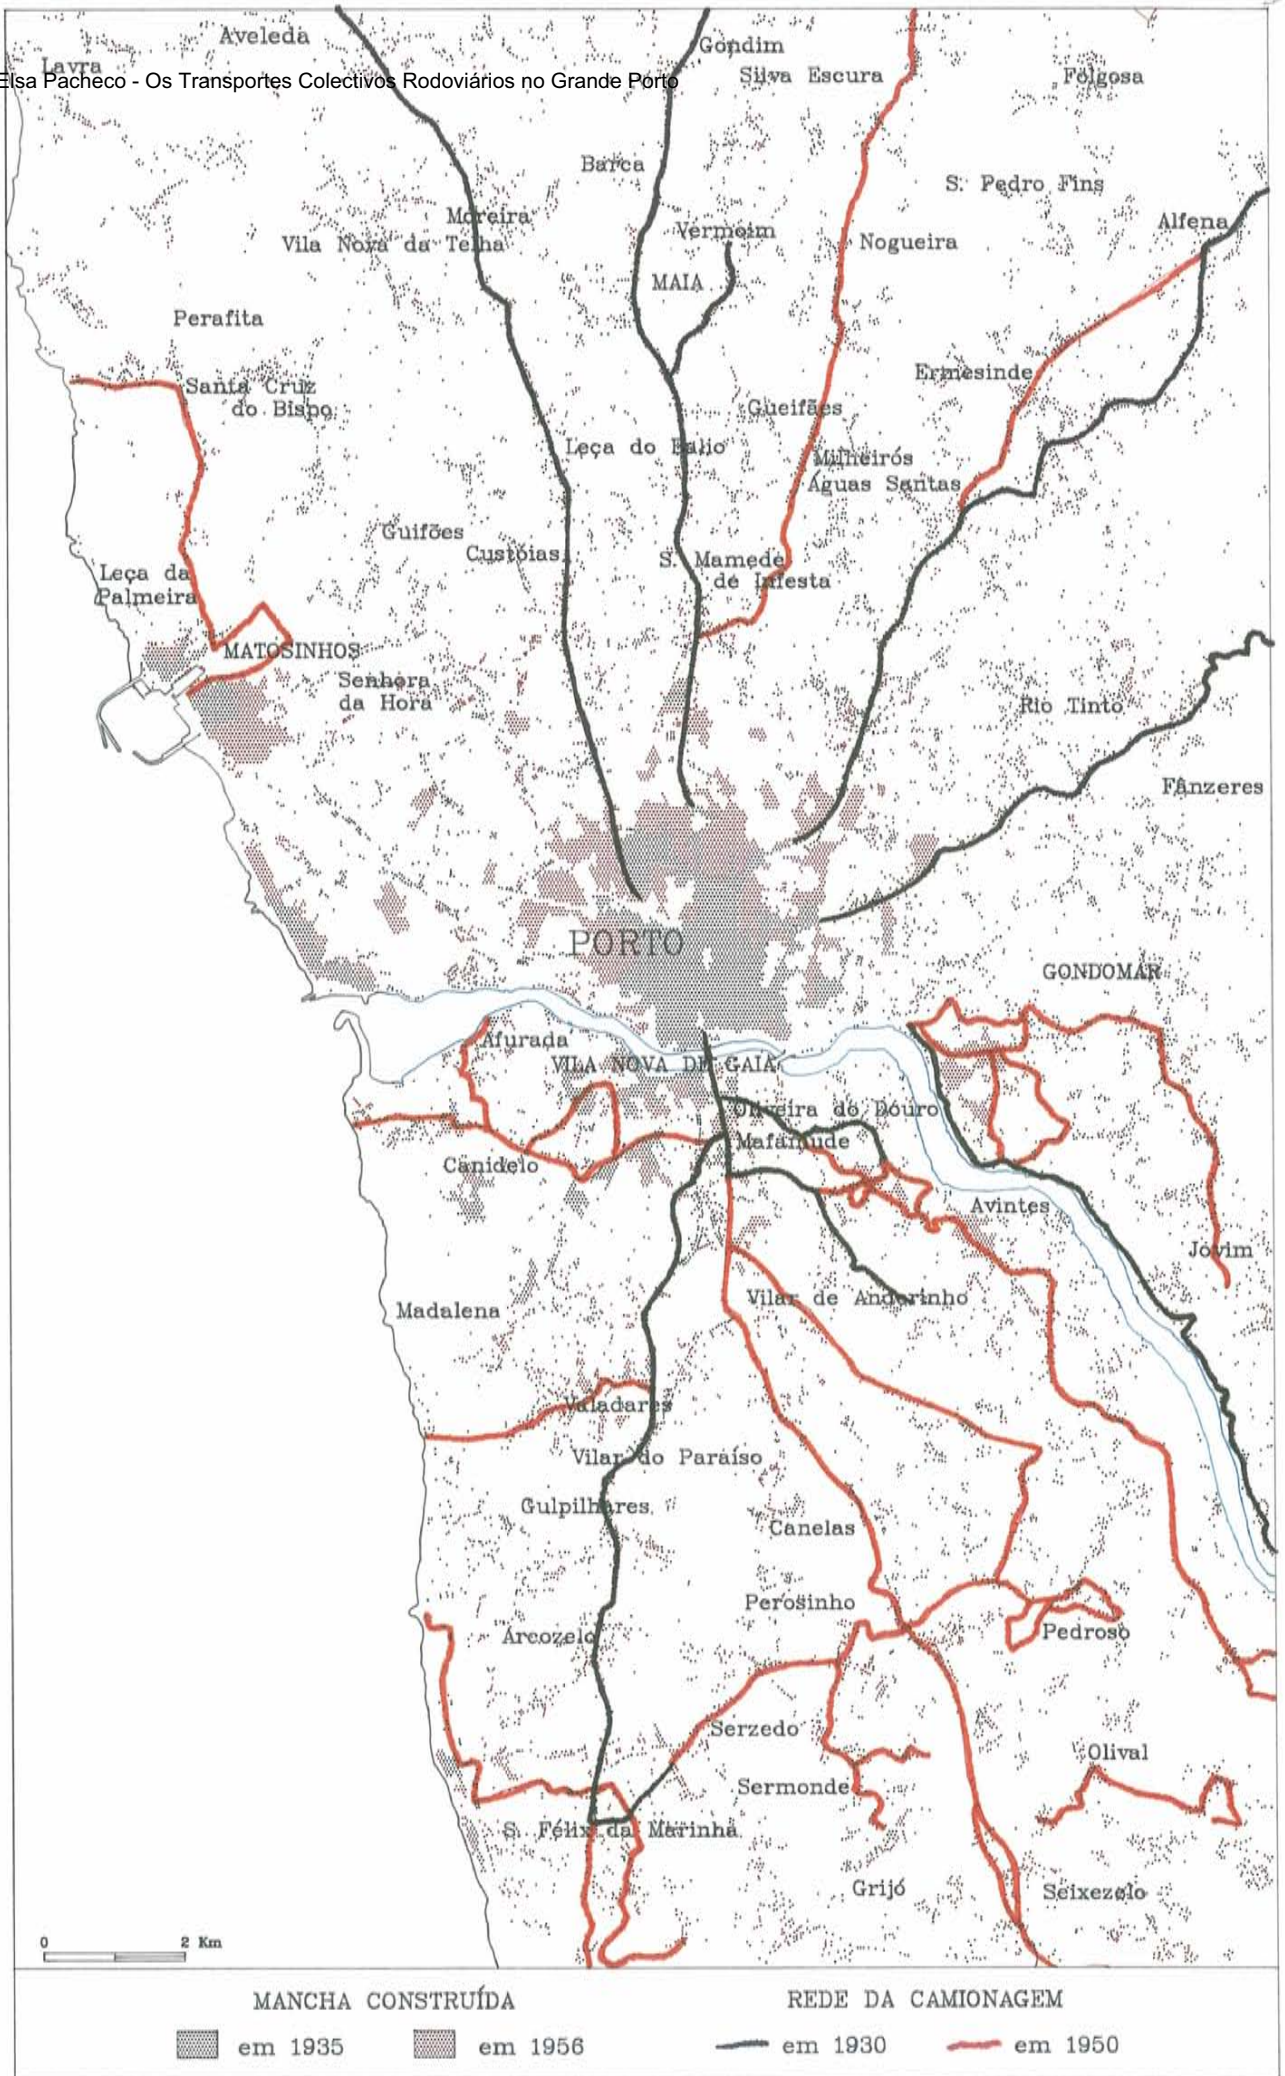 Aveleda
Gondim
Lavra
Silva Escura
Folgosa
Elsa Pacheco - Os Transportes Colectivos Rodoviários no Grande Porto
Barca
S. Pedro Fins
Moreira
Alfena
Vila Nova da Telha
Vermoim
Nogueira
MAIA
Perafita
Santa Cruz
do Bispo
Ermesinde
Gueifães
Leça do Balio
Milheirós
Águas Santas
Guifões
Custóias
S. Mamede
de Infesta
Leça da
Palmeira
MATOSINHOS
Senhora
da Hora
Rio Tinto
Fânzeres
PORTO
GONDOMAR
Afurada
VILA NOVA DE GAIA
Oliveira do Douro
Mafamude
Canidelo
Avintes
Jovim
Vilar de Andorinho
Madalena
Valadares
Vilar do Paraíso
Gulpilhares
Canelas
Perosinho
Arcozelo
Pedroso
Serzedo
Olival
Sermonde
S. Félix da Marinha
Grijó
Seixezelo
0 2 Km
MANCHA CONSTRUÍDA
em 1935 em 1956
REDE DA CAMIONAGEM
em 1930 em 1950